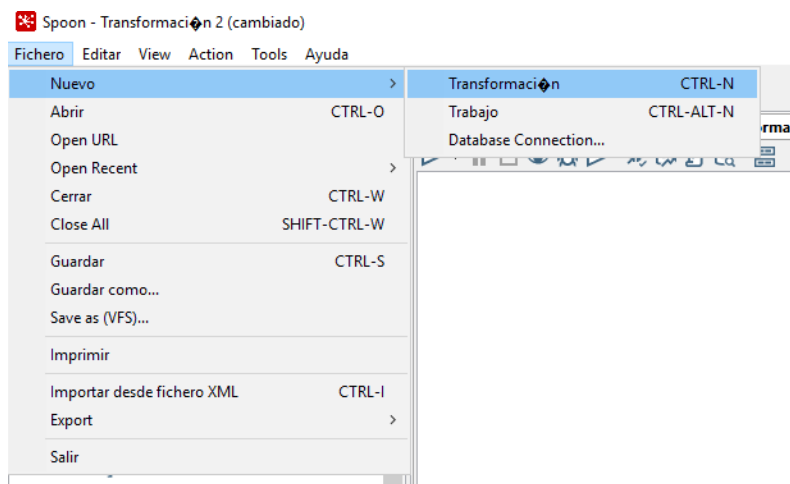 Spoon - Transformaci�n 2 (cambiado)
Fichero Editar View Action Tools Ayuda
Nuevo >
Transformaci�n CTRL-N
Abrir CTRL-O
Trabajo CTRL-ALT-N
Open URL
Database Connection...
Open Recent >
Cerrar CTRL-W
Close All SHIFT-CTRL-W
Guardar CTRL-S
Guardar como...
Save as (VFS)...
Imprimir
Importar desde fichero XML CTRL-I
Export >
Salir